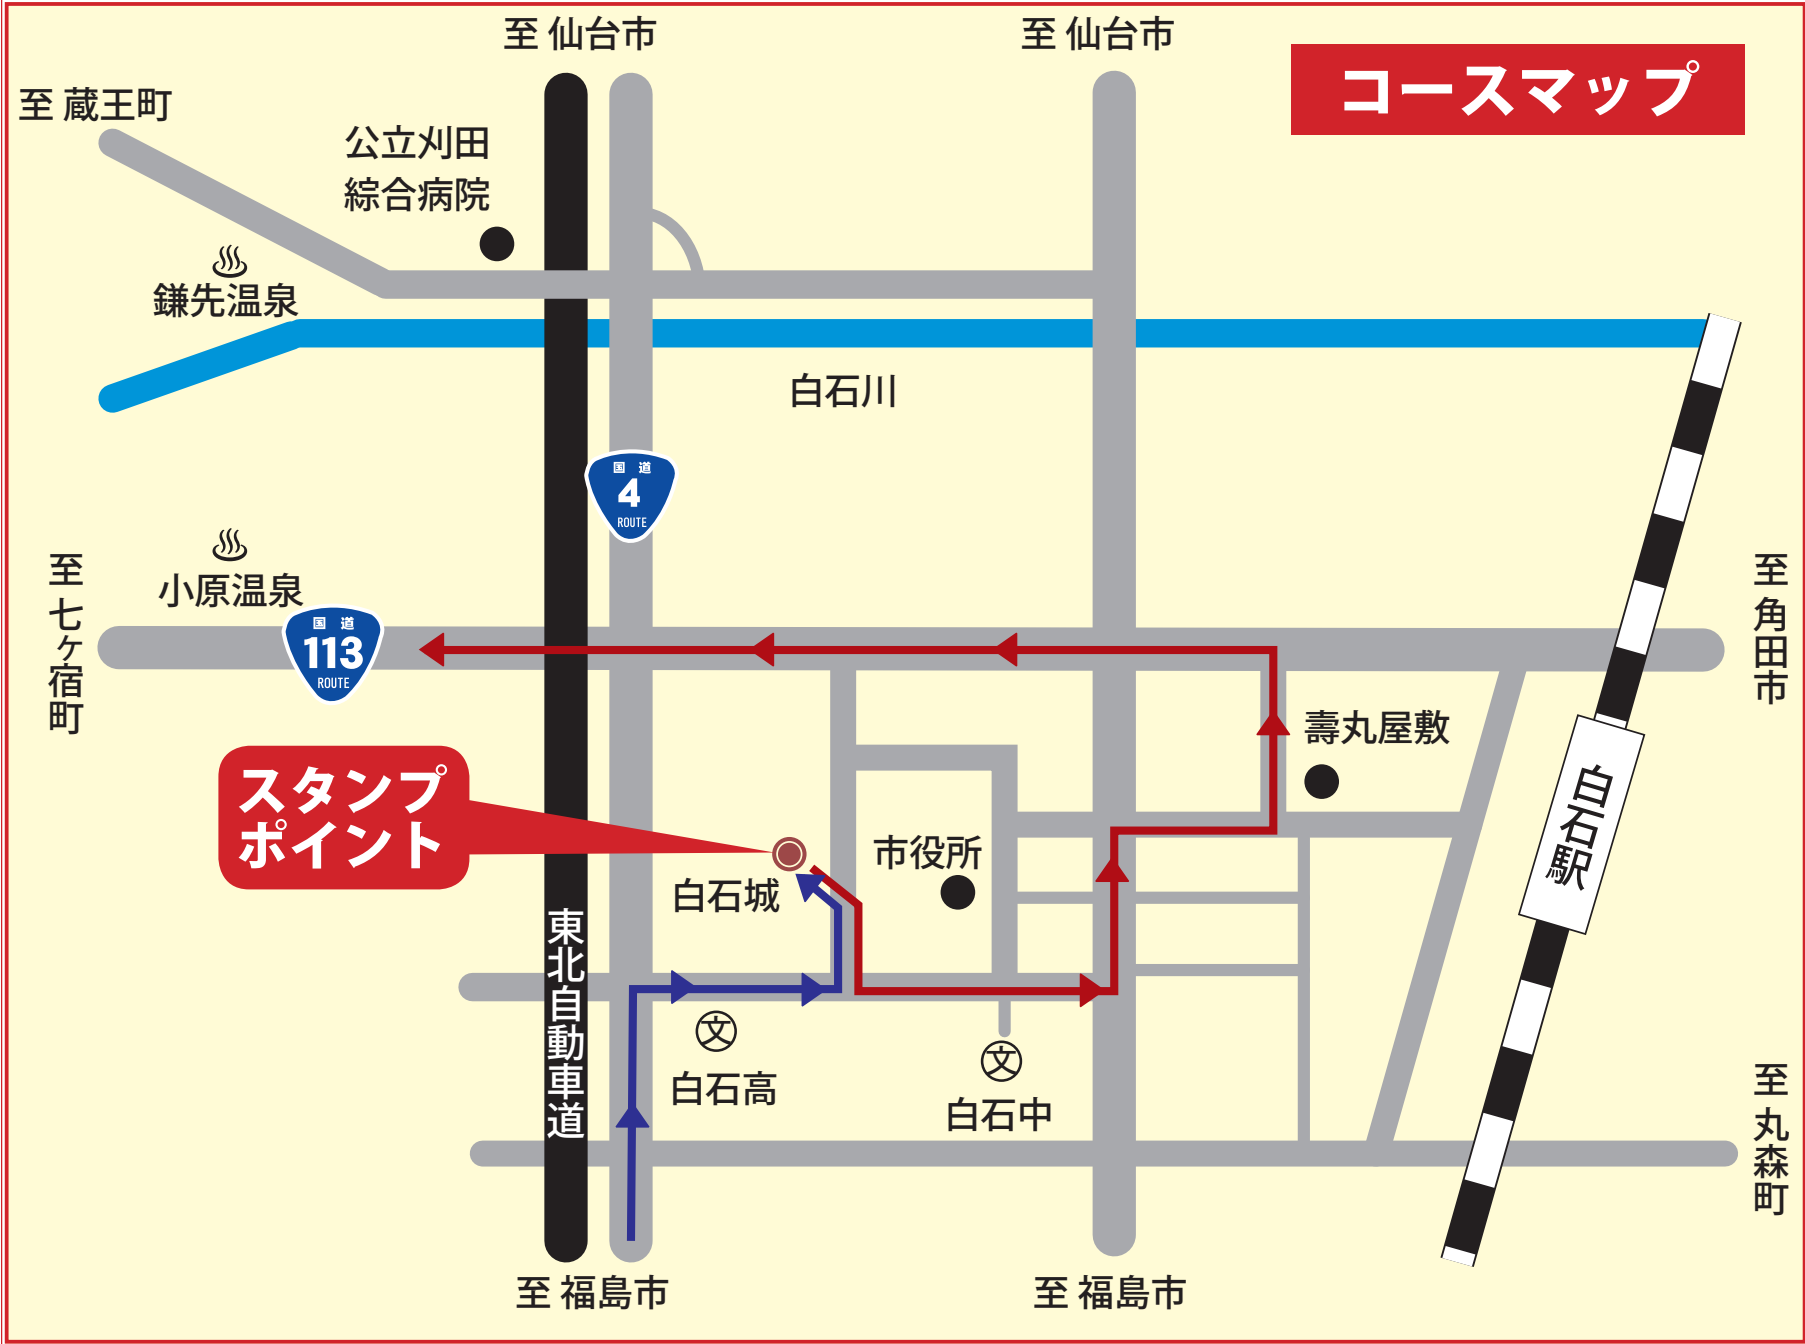 至 仙台市
至 仙台市
コースマップ
至 蔵王町
公立刈田
綜合病院
鎌先温泉
白石川
国道
4
ROUTE
至 七ヶ宿町
小原温泉
国道
113
ROUTE
至 角田市
壽丸屋敷
スタンプ
ポイント
白石駅
市役所
白石城
東北自動車道
文
白石高
文
白石中
至 丸森町
至 福島市
至 福島市